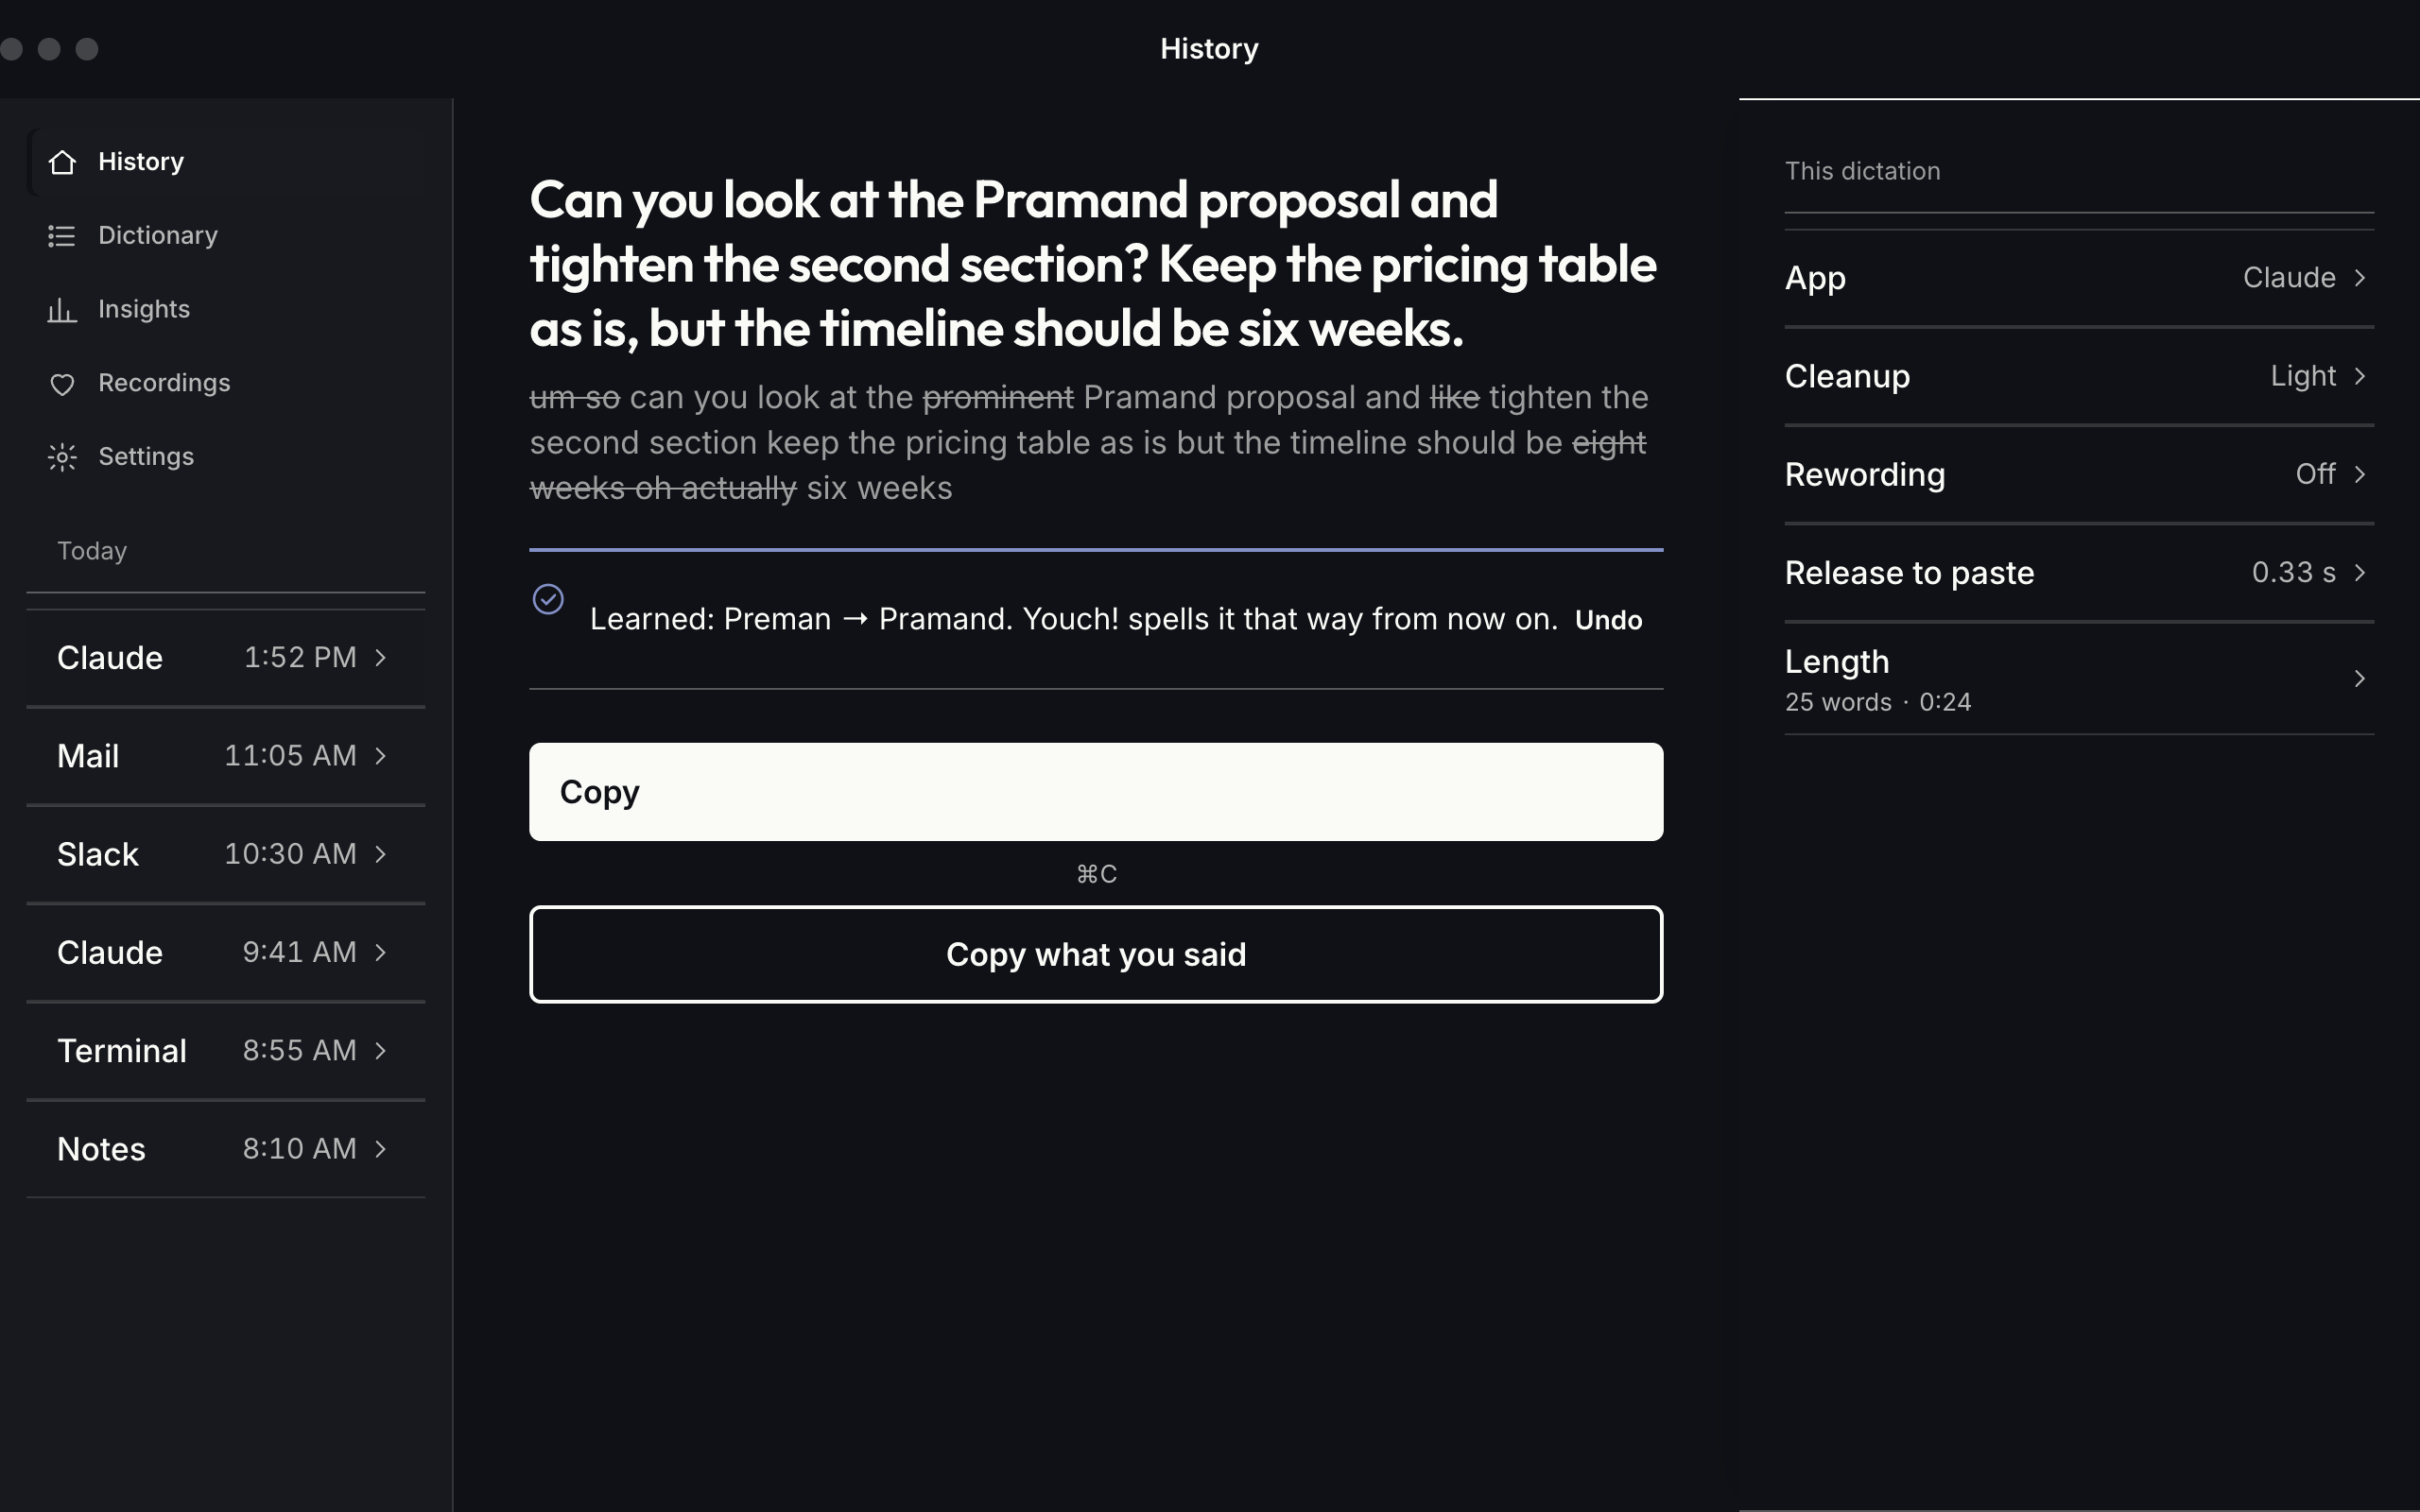 History
History
Dictionary
Insights
Recordings
Settings
Today
Claude 1:52 PM
Mail 11:05 AM
Slack 10:30 AM
Claude 9:41 AM
Terminal 8:55 AM
Notes 8:10 AM
Can you look at the Pramand proposal and
tighten the second section? Keep the pricing table
as is, but the timeline should be six weeks.
um so can you look at the prominent Pramand proposal and like tighten the
second section keep the pricing table as is but the timeline should be eight
weeks oh actually six weeks
Learned: Preman → Pramand. Youch! spells it that way from now on. Undo
Copy
⌘C
Copy what you said
This dictation
App Claude
Cleanup Light
Rewording Off
Release to paste 0.33 s
Length
25 words · 0:24